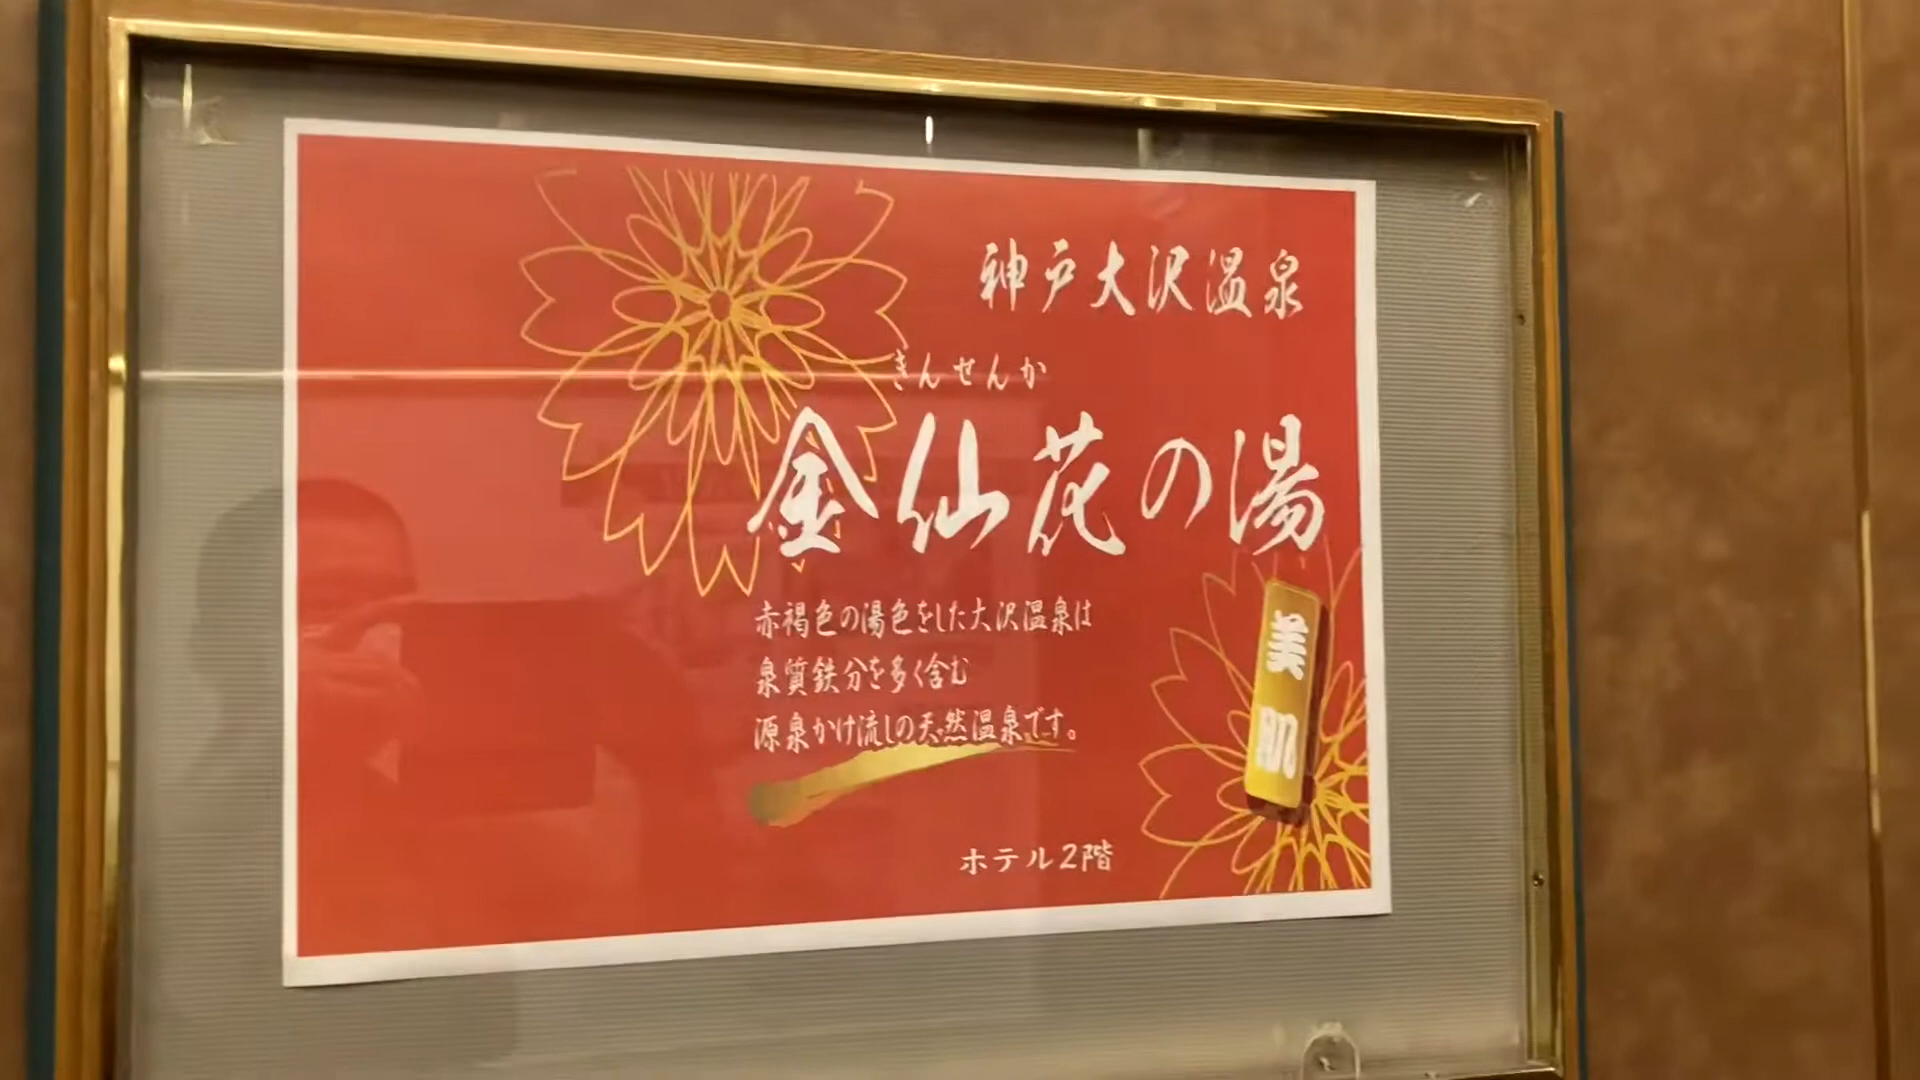 神戸大沢温泉
きんせんか
金仙花の湯
赤褐色の湯色をした大沢温泉は
泉質鉄分を多く含む
源泉かけ流しの天然温泉です。
美肌
ホテル2階